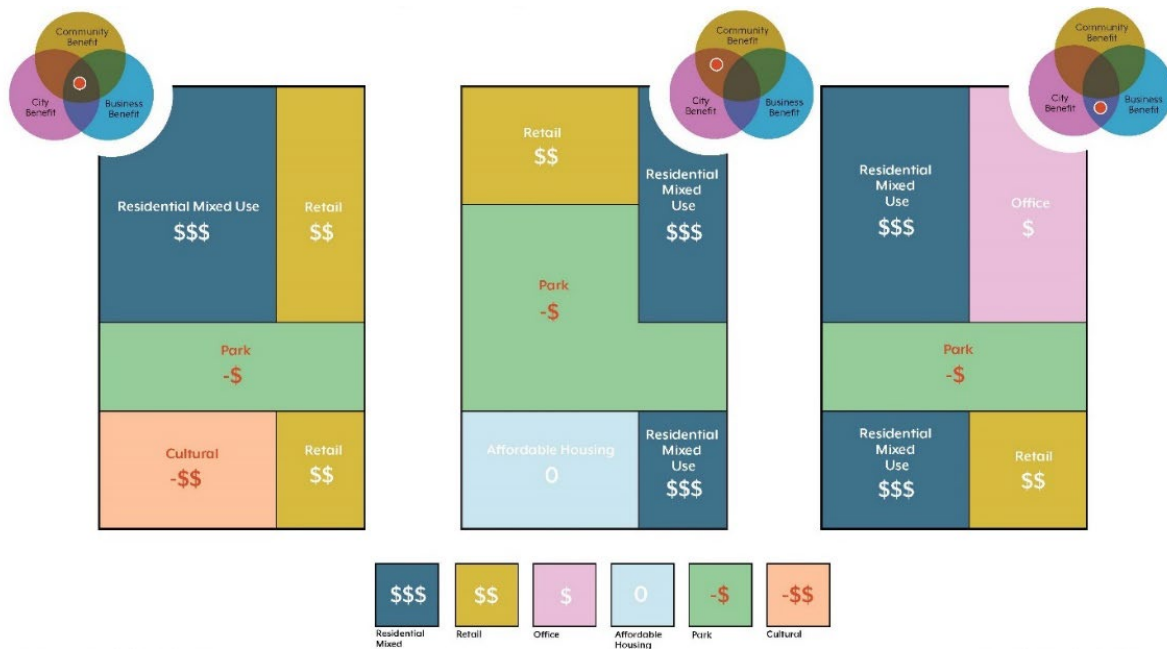 Community
Benefit
City
Benefit
Business
Benefit
Residential Mixed Use
$$$
Retail
$$
Park
-$
Cultural
-$$
Retail
$$
Community
Benefit
City
Benefit
Business
Benefit
Retail
$$
Residential
Mixed
Use
$$$
Park
-$
Affordable Housing
0
Residential
Mixed
Use
$$$
Community
Benefit
City
Benefit
Business
Benefit
Residential
Mixed
Use
$$$
Office
$
Park
-$
Residential
Mixed
Use
$$$
Retail
$$
$$$
Residential
Mixed
$$
Retail
$
Office
0
Affordable
Housing
-$
Park
-$$
Cultural